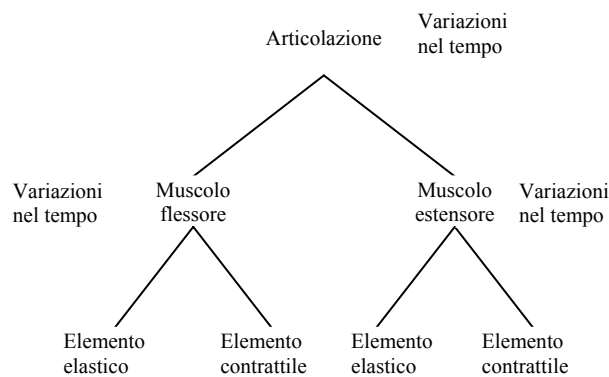 Articolazione
Variazioni
nel tempo
Variazioni
nel tempo
Muscolo
flessore
Muscolo
estensore
Variazioni
nel tempo
Elemento
elastico
Elemento
contrattile
Elemento
elastico
Elemento
contrattile